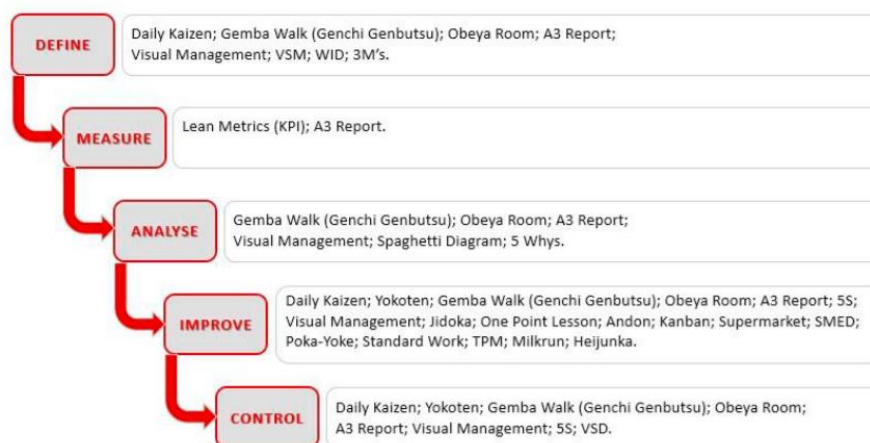 DEFINE
Daily Kaizen; Gemba Walk (Genchi Genbutsu); Obeya Room; A3 Report;
Visual Management; VSM; WID; 3M's.
MEASURE
Lean Metrics (KPI); A3 Report.
ANALYSE
Gemba Walk (Genchi Genbutsu); Obeya Room; A3 Report;
Visual Management; Spaghetti Diagram; 5 Whys.
IMPROVE
Daily Kaizen; Yokoten; Gemba Walk (Genchi Genbutsu); Obeya Room; A3 Report; 5S;
Visual Management; Jidoka; One Point Lesson; Andon; Kanban; Supermarket; SMED;
Poka-Yoke; Standard Work; TPM; Milkrun; Heijunka.
CONTROL
Daily Kaizen; Yokoten; Gemba Walk (Genchi Genbutsu); Obeya Room;
A3 Report; Visual Management; 5S; VSD.